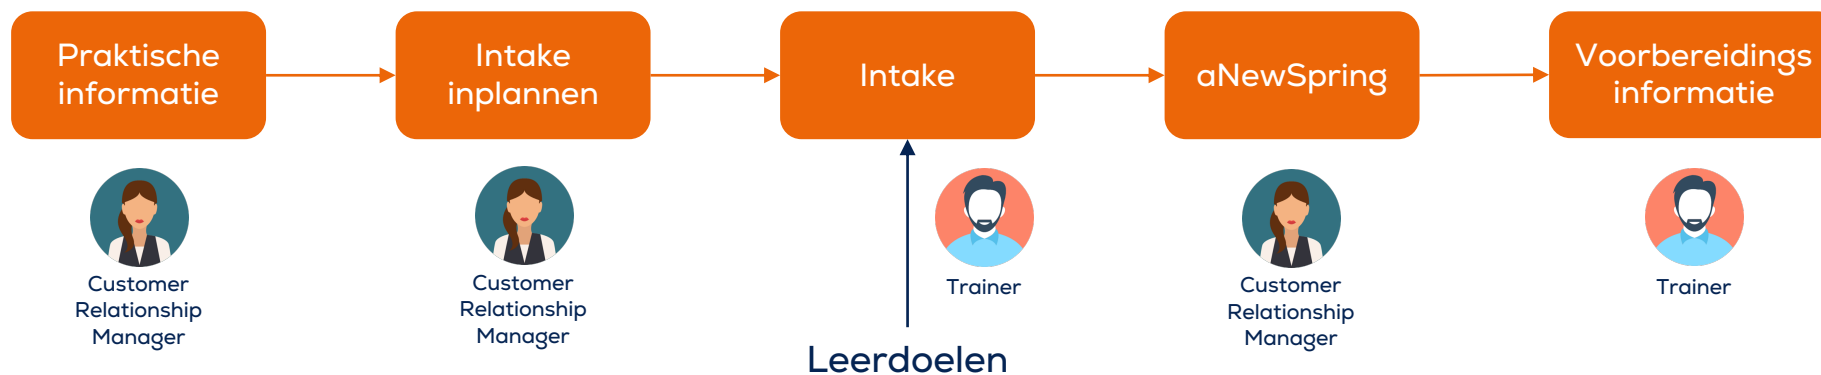 Praktische
informatie
Intake
inplannen
Intake
aNewSpring
Voorbereidings
informatie
Customer
Relationship
Manager
Customer
Relationship
Manager
Trainer
Customer
Relationship
Manager
Trainer
Leerdoelen